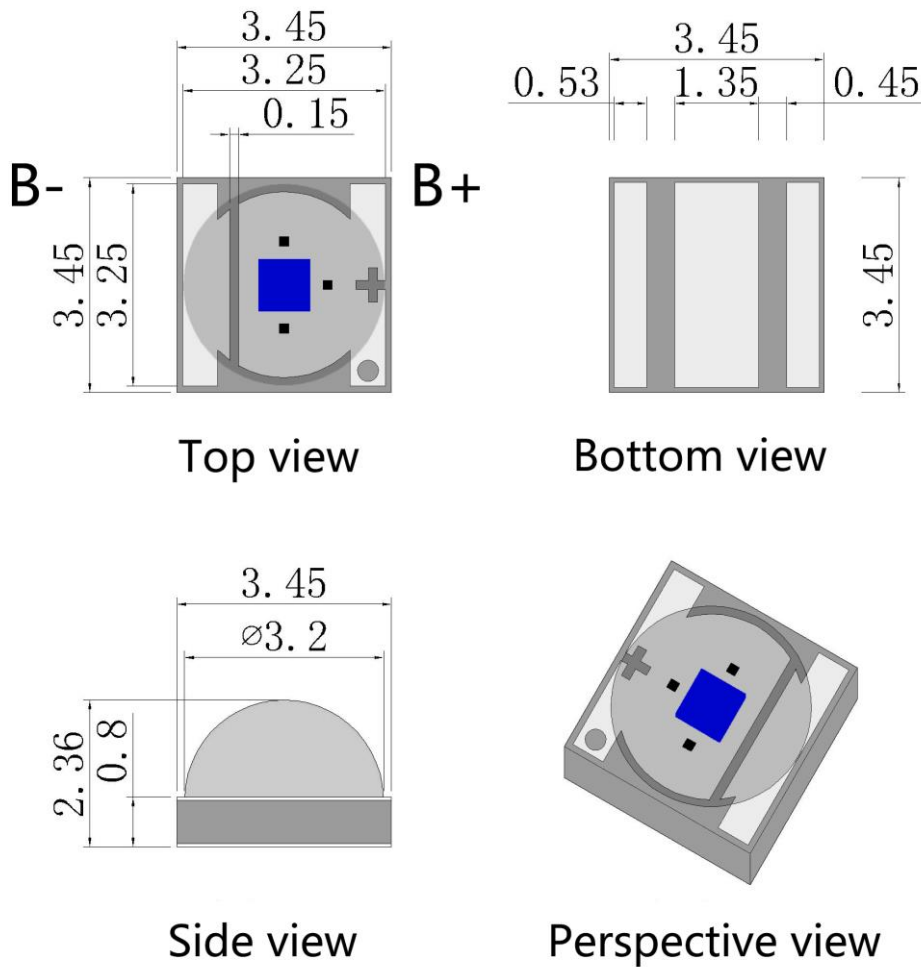 3.45
3.25
0.15
B-
3.45
3.25
B+
Top view
3.45
0.53 1.35 0.45
3.45
Bottom view
3.45
⌀3.2
2.36
0.8
Side view
Perspective view